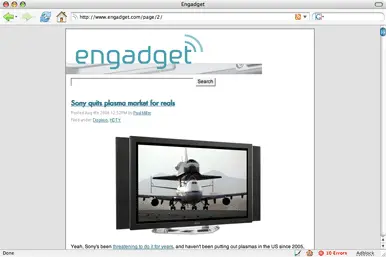 Engadget
http://www.engadget.com/page/2/
engadget
Search
Sony quits plasma market for reals
Posted Aug 4th 2006 12:52PM by Paul Miller
Filed under: Displays, HDTV
Yeah, Sony's been threatening to do it for years, and haven't been putting out plasmas in the US since 2005,
Done
10 Errors
Adblock